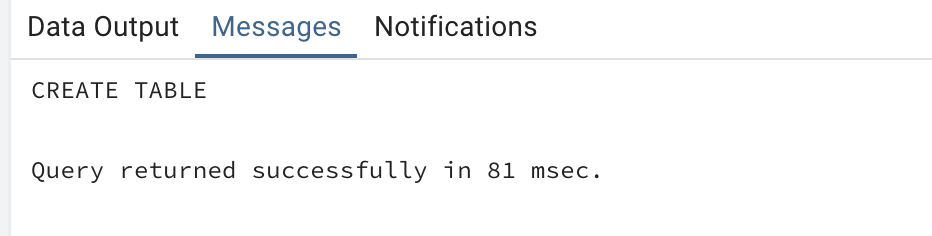 Data Output Messages Notifications
CREATE TABLE
Query returned successfully in 81 msec.